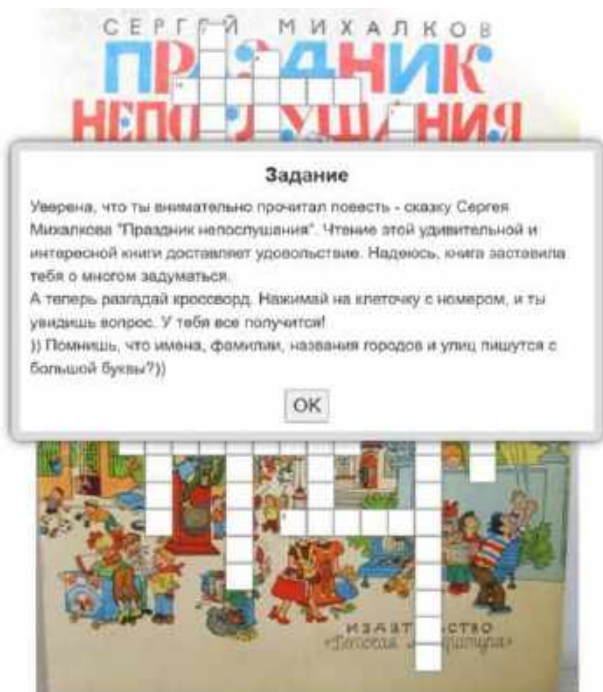 СЕРГЕЙ МИХАЛКОВ
ПРАЗДНИК
НЕПОСЛУШАНИЯ
Задание
Уверена, что ты внимательно прочитал повесть - сказку Сергея
Михалкова "Праздник непослушания". Чтение этой удивительной и
интересной книги доставляет удовольствие. Надеюсь, книга заставила
тебя о многом задуматься.
А теперь разгадай кроссворд. Нажимай на клеточку с номером, и ты
увидишь вопрос. У тебя все получится!
)) Помнишь, что имена, фамилии, названия городов и улиц пишутся с
большой буквы?))
OK
ИЗДАТЕЛЬСТВО
«Детская литература»